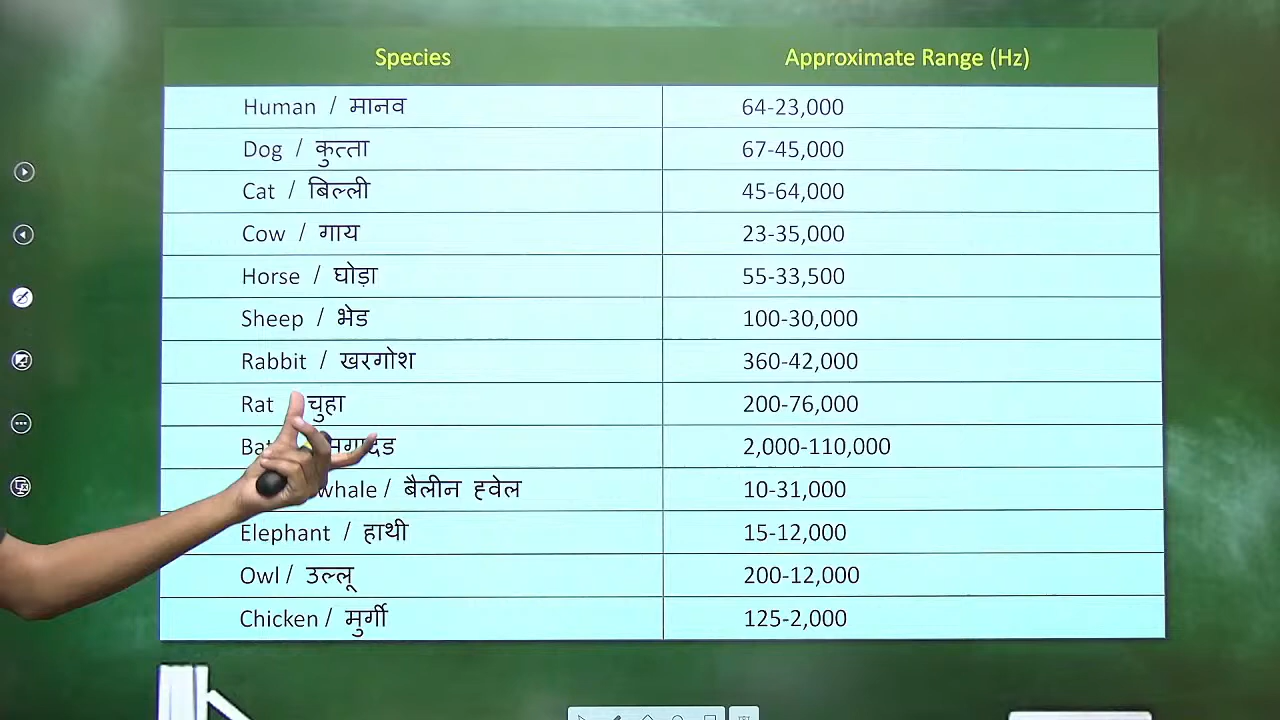 Species Approximate Range (Hz)
Human / मानव 64-23,000
Dog / कुत्ता 67-45,000
Cat / बिल्ली 45-64,000
Cow / गाय 23-35,000
Horse / घोड़ा 55-33,500
Sheep / भेड 100-30,000
Rabbit / खरगोश 360-42,000
Rat चुहा 200-76,000
2,000-110,000
whale / बैलीन ह्वेल 10-31,000
Elephant / हाथी 15-12,000
Owl / उल्लू 200-12,000
Chicken / मुर्गी 125-2,000